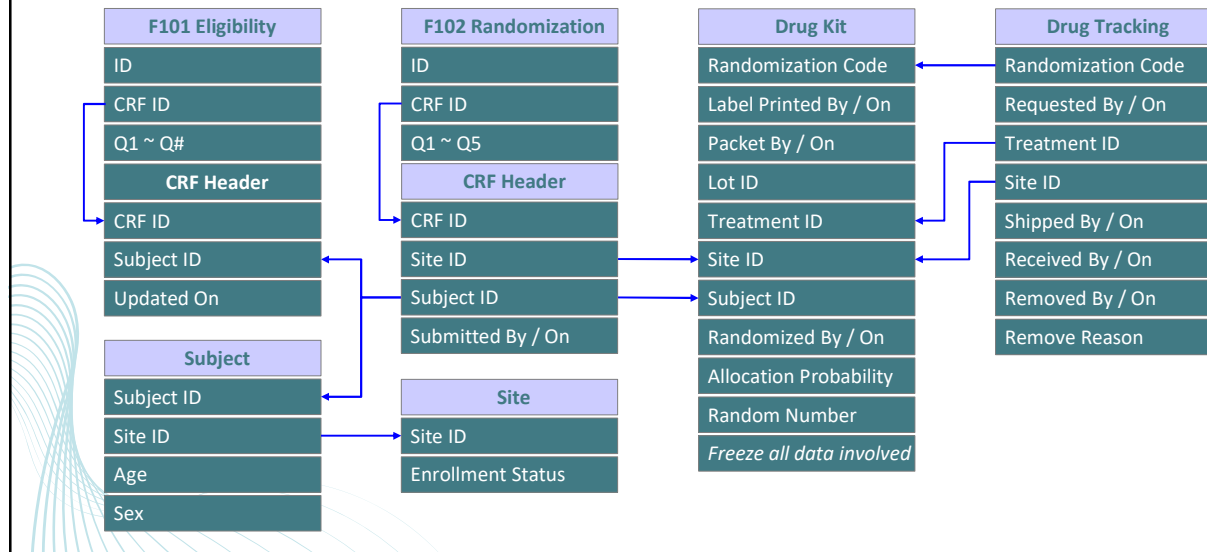 F101 Eligibility
ID
CRF ID
Q1 ~ Q#
CRF Header
CRF ID
Subject ID
Updated On
Subject
Subject ID
Site ID
Age
Sex
F102 Randomization
ID
CRF ID
Q1 ~ Q5
CRF Header
CRF ID
Site ID
Subject ID
Submitted By / On
Site
Site ID
Enrollment Status
Drug Kit
Randomization Code
Label Printed By / On
Packet By / On
Lot ID
Treatment ID
Site ID
Subject ID
Randomized By / On
Allocation Probability
Random Number
Freeze all data involved
Drug Tracking
Randomization Code
Requested By / On
Treatment ID
Site ID
Shipped By / On
Received By / On
Removed By / On
Remove Reason